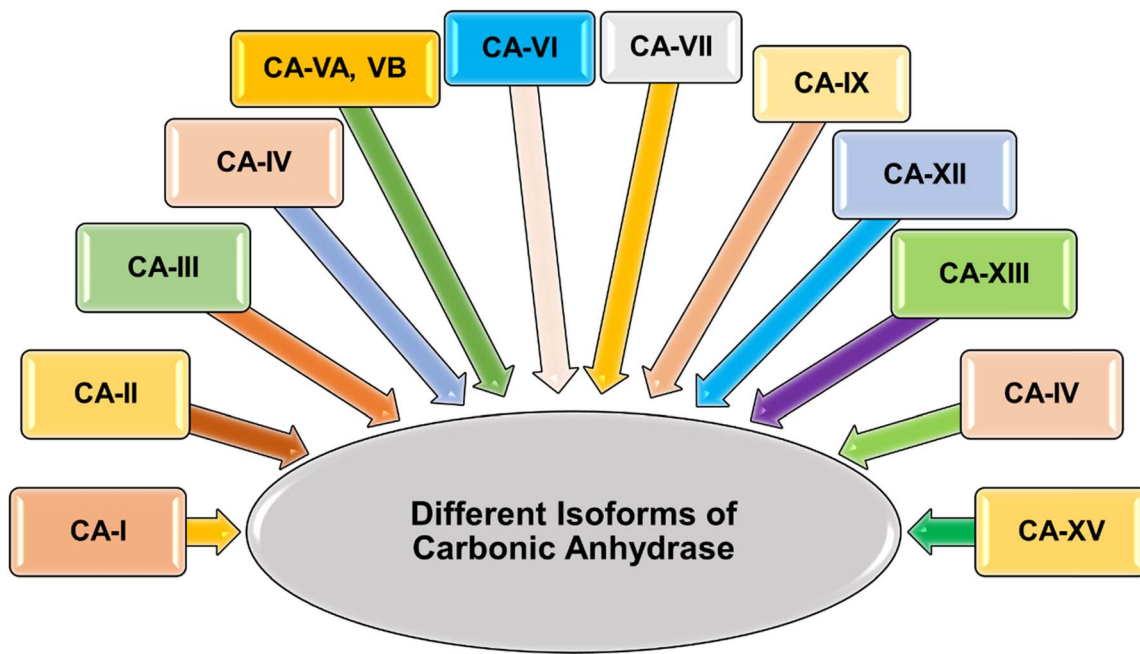 CA-I
CA-II
CA-III
CA-IV
CA-VA, VB
CA-VI
CA-VII
CA-IX
CA-XII
CA-XIII
CA-IV
CA-XV
Different Isoforms of
Carbonic Anhydrase